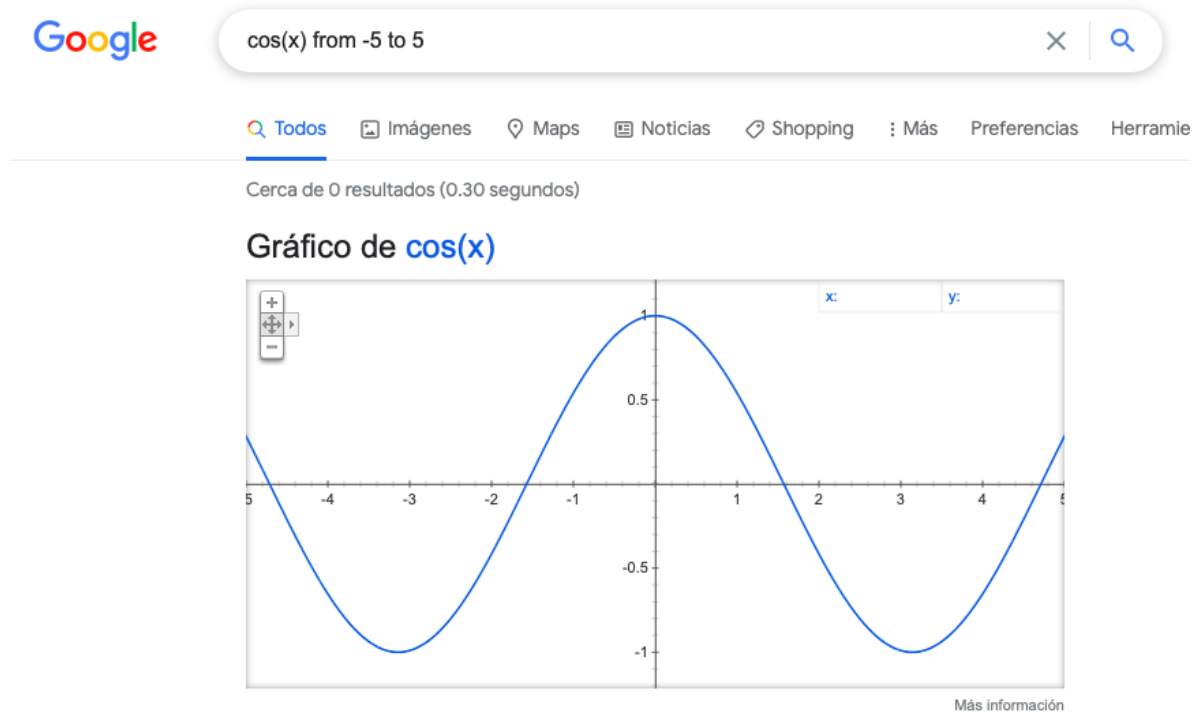 Google
cos(x) from -5 to 5
Todos Imágenes Maps Noticias Shopping Más Preferencias Herramie
Cerca de 0 resultados (0.30 segundos)
Gráfico de cos(x)
x: y:
1
0.5
5 -4 -3 -2 -1 1 2 3 4 5
-0.5
-1
Más información